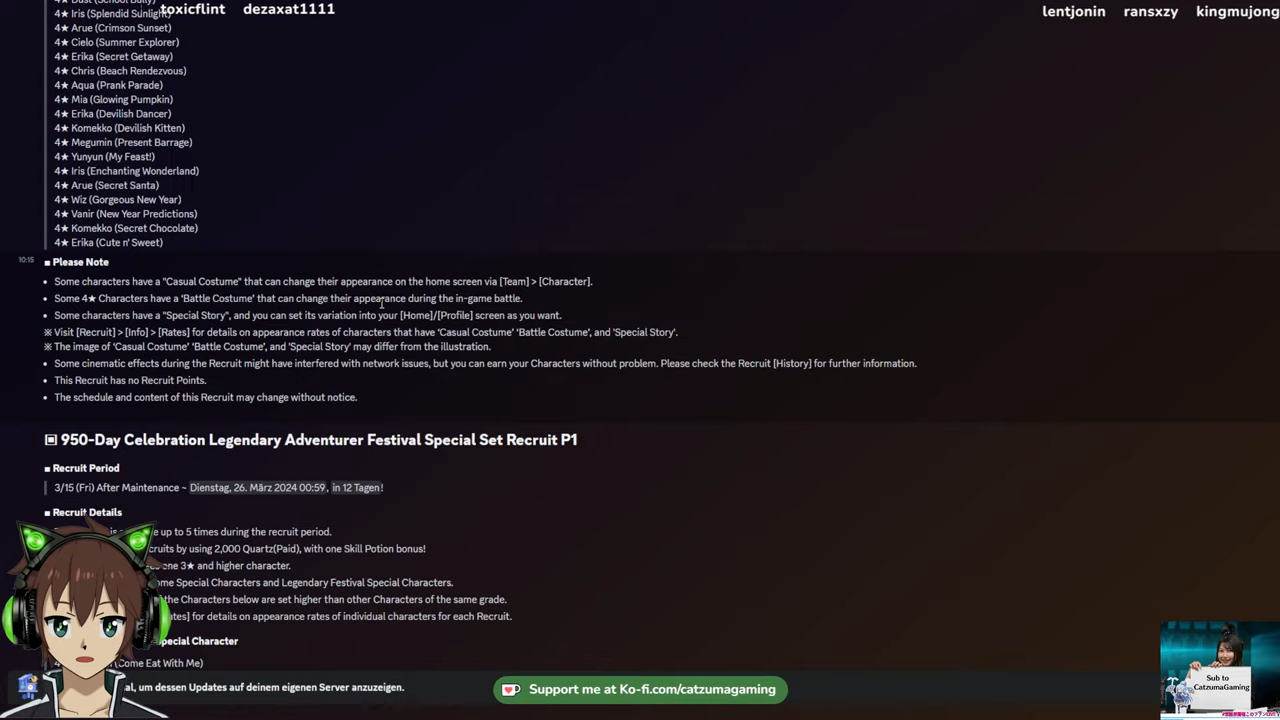 toxicflint dezaxat1111
lentjonin ransxzy kingmujong
4★ Iris (Splendid Sunlight)
4★ Arue (Crimson Sunset)
4★ Cielo (Summer Explorer)
4★ Erika (Secret Getaway)
4★ Chris (Beach Rendezvous)
4★ Aqua (Prank Parade)
4★ Mia (Glowing Pumpkin)
4★ Erika (Devilish Dancer)
4★ Komekko (Devilish Kitten)
4★ Megumin (Present Barrage)
4★ Yunyun (My Feast!)
4★ Iris (Enchanting Wonderland)
4★ Arue (Secret Santa)
4★ Wiz (Gorgeous New Year)
4★ Vanir (New Year Predictions)
4★ Komekko (Secret Chocolate)
4★ Erika (Cute n' Sweet)
10:15 ■ Please Note
• Some characters have a "Casual Costume" that can change their appearance on the home screen via [Team] > [Character].
• Some 4★ Characters have a 'Battle Costume' that can change their appearance during the in-game battle.
• Some characters have a "Special Story", and you can set its variation into your [Home]/[Profile] screen as you want.
※ Visit [Recruit] > [Info] > [Rates] for details on appearance rates of characters that have 'Casual Costume' 'Battle Costume', and 'Special Story'.
※ The image of 'Casual Costume' 'Battle Costume', and 'Special Story' may differ from the illustration.
• Some cinematic effects during the Recruit might have interfered with network issues, but you can earn your Characters without problem. Please check the Recruit [History] for further information.
• This Recruit has no Recruit Points.
• The schedule and content of this Recruit may change without notice.
▣ 950-Day Celebration Legendary Adventurer Festival Special Set Recruit P1
■ Recruit Period
3/15 (Fri) After Maintenance ~ Dienstag, 26. März 2024 00:59, in 12 Tagen!
■ Recruit Details
up to 5 times during the recruit period.
recruits by using 2,000 Quartz(Paid), with one Skill Potion bonus!
one 3★ and higher character.
some Special Characters and Legendary Festival Special Characters.
the Characters below are set higher than other Characters of the same grade.
for details on appearance rates of individual characters for each Recruit.
Special Character
(Come Eat With Me)
um dessen Updates auf deinem eigenen Server anzuzeigen.
Support me at Ko-fi.com/catzumagaming
Sub to
CatzumaGaming